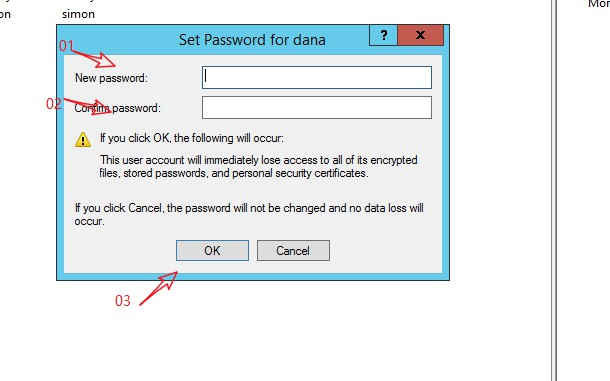 on simon
Mor
Set Password for dana ? x
01
New password:
02
Confirm password:
If you click OK, the following will occur:
This user account will immediately lose access to all of its encrypted
files, stored passwords, and personal security certificates.
If you click Cancel, the password will not be changed and no data loss will
occur.
OK Cancel
03